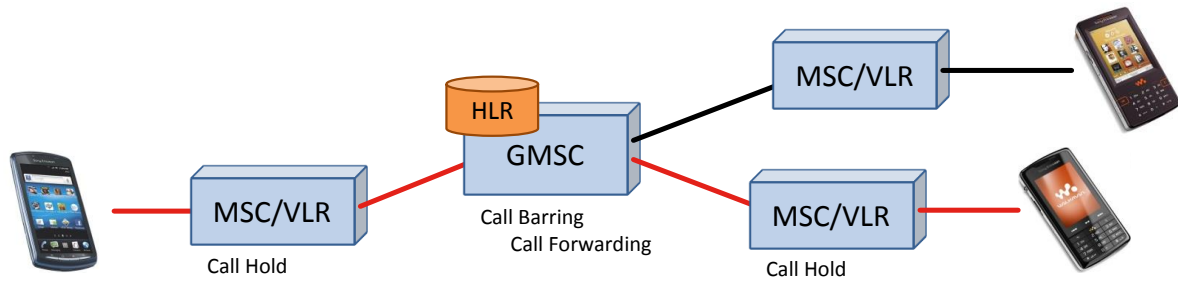 MSC/VLR
HLR
GMSC
MSC/VLR
MSC/VLR
Call Barring
Call Forwarding
Call Hold
Call Hold